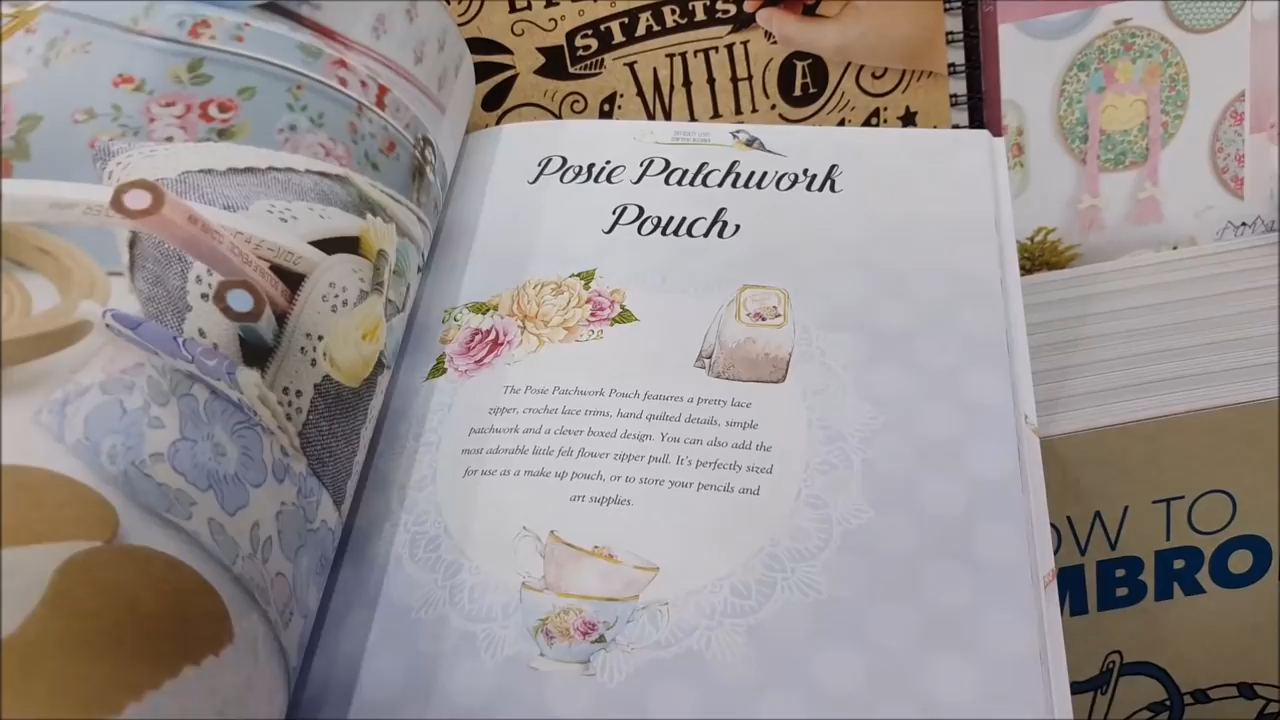 STARTS
WITH A
Posie Patchwork
Pouch
The Posie Patchwork Pouch features a pretty lace
zipper, crochet lace trims, hand quilted details, simple
patchwork and a clever boxed design. You can also add the
most adorable little felt flower zipper pull. It's perfectly sized
for use as a make up pouch, or to store your pencils and
art supplies.
OW TO
MBRO